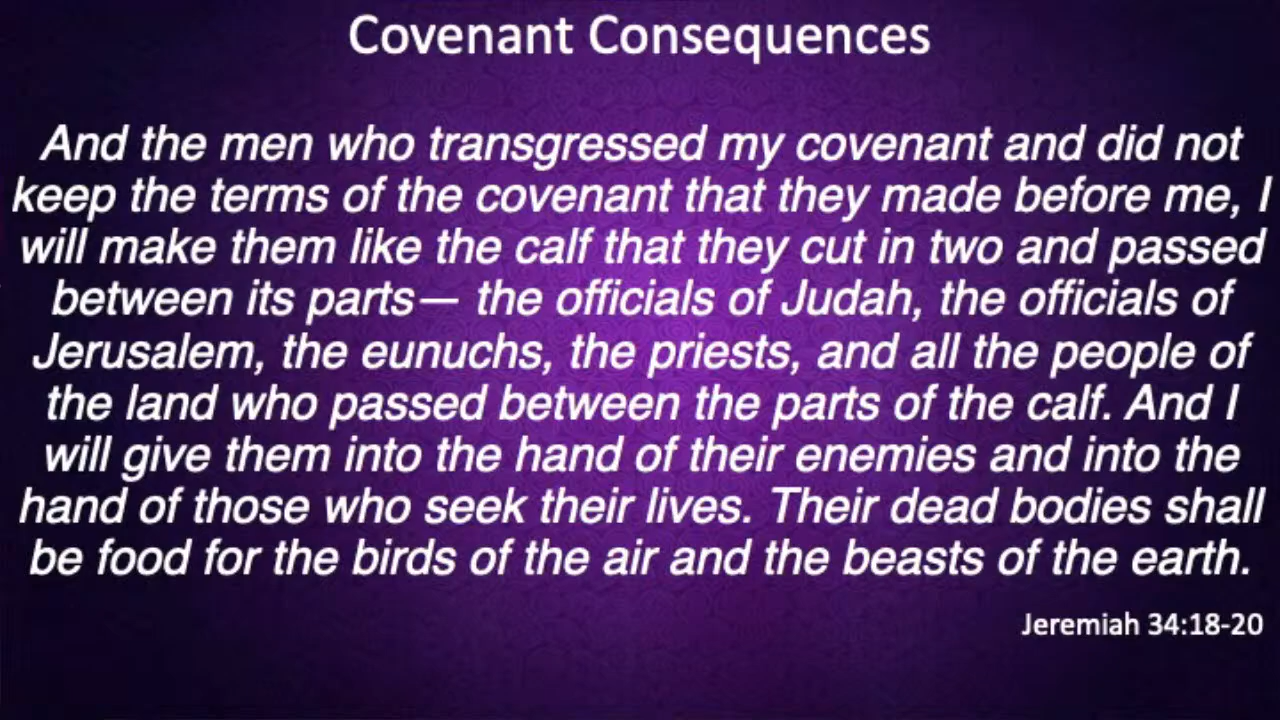 Covenant Consequences
And the men who transgressed my covenant and did not
keep the terms of the covenant that they made before me, I
will make them like the calf that they cut in two and passed
between its parts— the officials of Judah, the officials of
Jerusalem, the eunuchs, the priests, and all the people of
the land who passed between the parts of the calf. And I
will give them into the hand of their enemies and into the
hand of those who seek their lives. Their dead bodies shall
be food for the birds of the air and the beasts of the earth.
Jeremiah 34:18-20